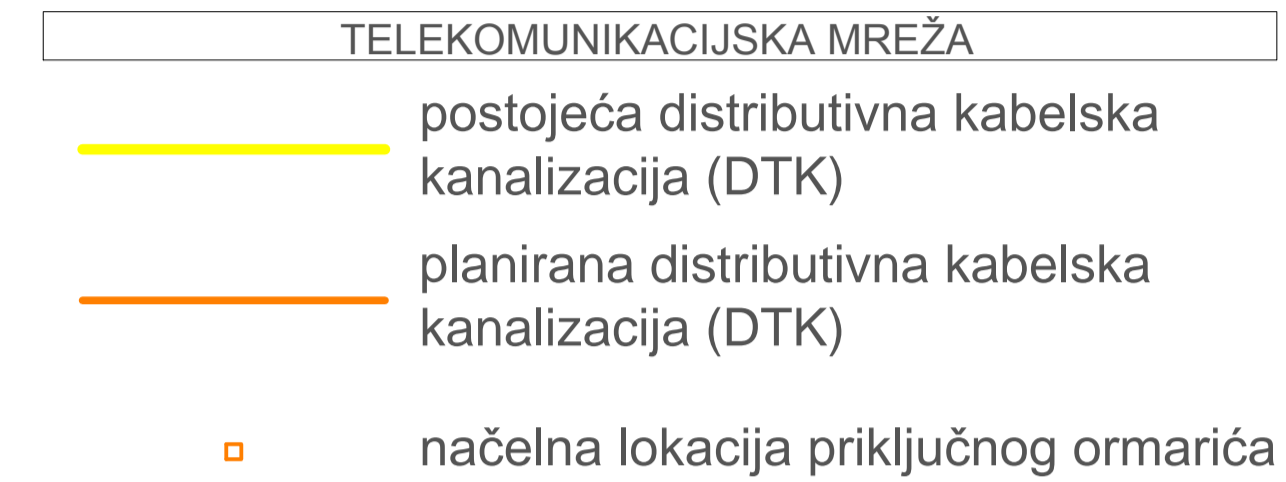 TELEKOMUNIKACIJSKA MREŽA
postojeća distributivna kabelska
kanalizacija (DTK)
planirana distributivna kabelska
kanalizacija (DTK)
načelna lokacija priključnog ormarića